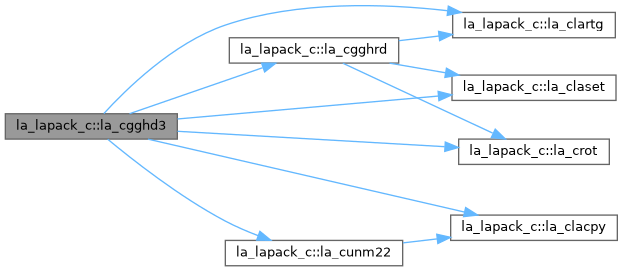 la_lapack_c::la_clartg
la_lapack_c::la_cgghrd
la_lapack_c::la_claset
la_lapack_c::la_cgghd3
la_lapack_c::la_crot
la_lapack_c::la_clacpy
la_lapack_c::la_cunm22